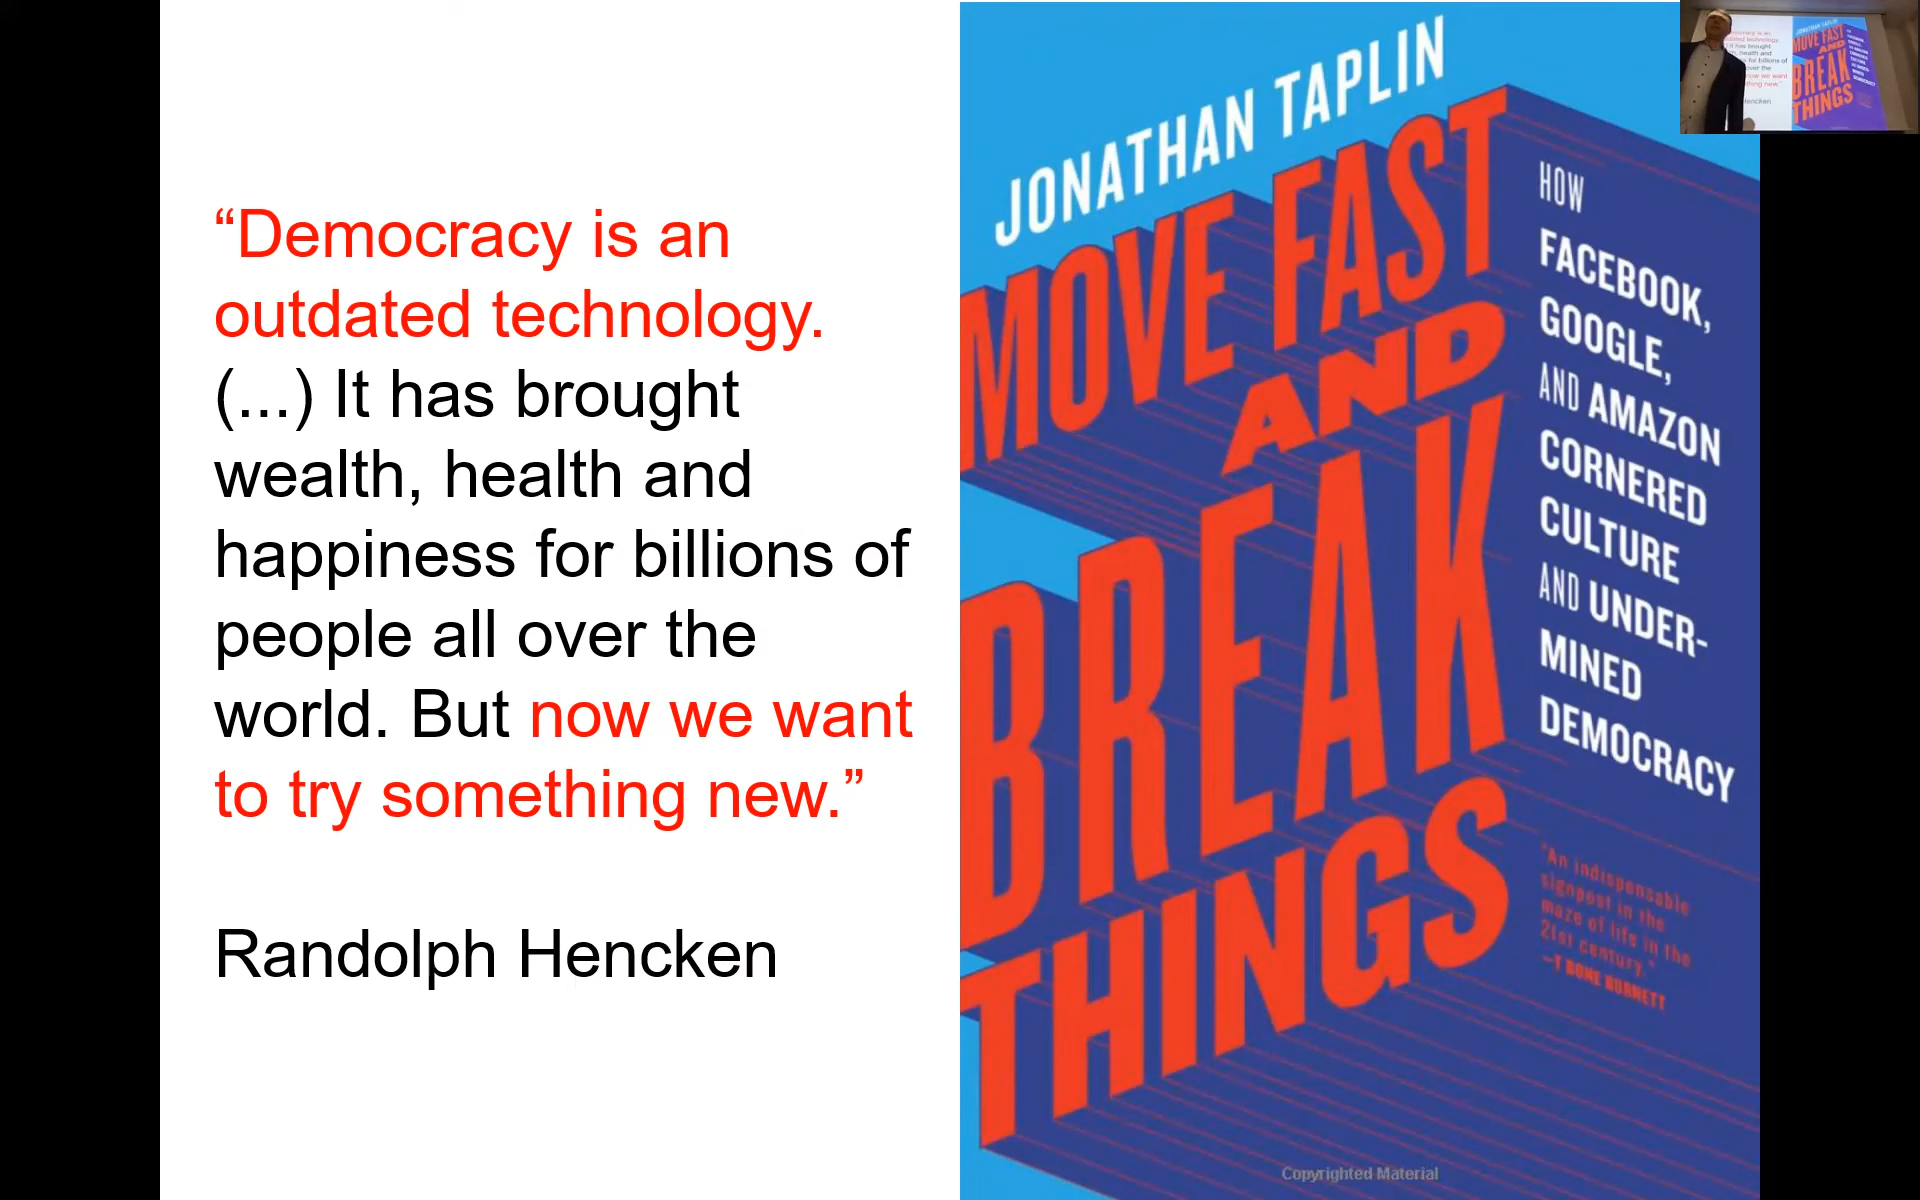 “Democracy is an
outdated technology.
(...) It has brought
wealth, health and
happiness for billions of
people all over the
world. But now we want
to try something new.”
Randolph Hencken
JONATHAN TAPLIN
MOVE FAST
AND
BREAK
THINGS
HOW
FACEBOOK,
GOOGLE,
AND AMAZON
CORNERED
CULTURE
AND UNDER-
MINED
DEMOCRACY
"An indispensable
signpost in the
maze of life in the
21st century."
—T BONE BURNETT
Copyrighted Material